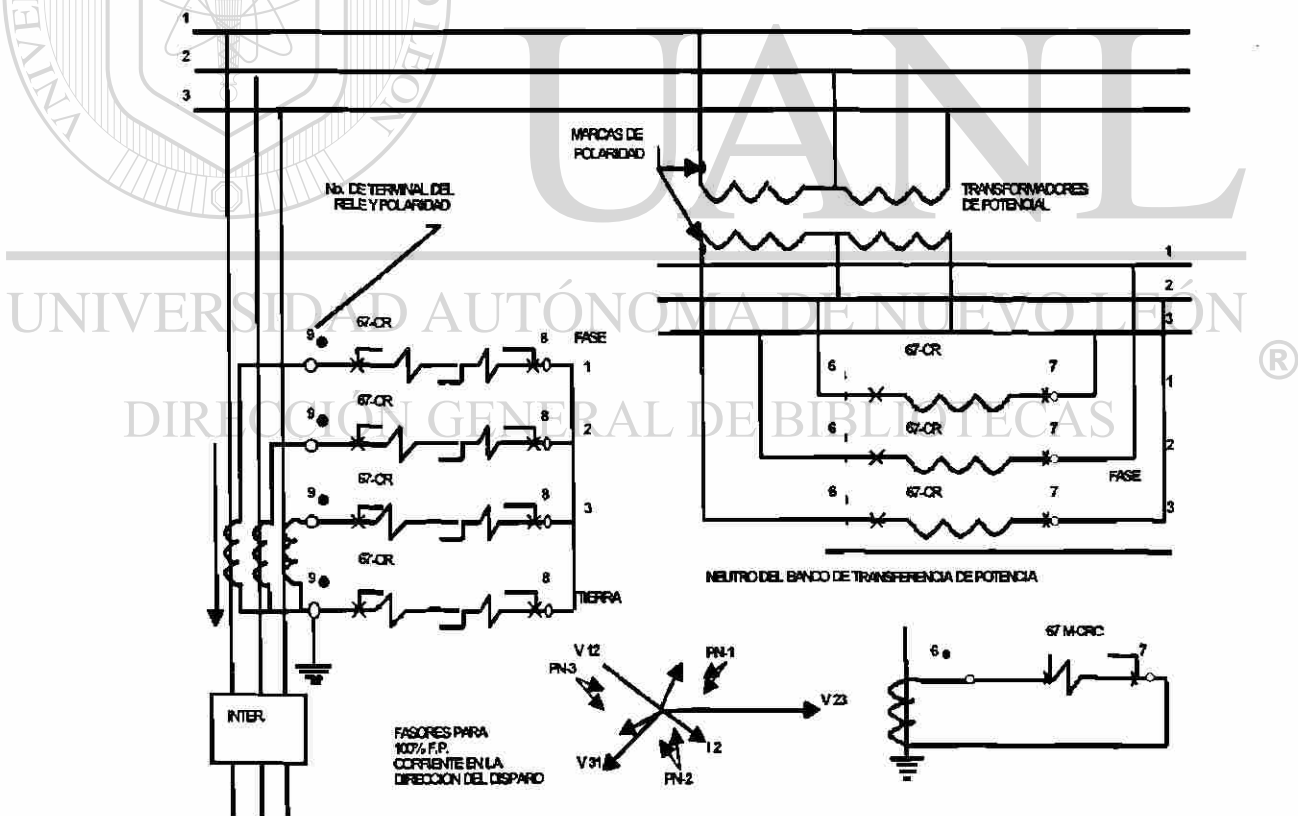 1
2
3
UANL
MARCAS DE
POLARIDAD
No. DE TERMINAL DEL
RELE Y POLARIDAD
TRANSFORMADORES
DE POTENCIAL
UNIVERSIDAD AUTÓNOMA DE NUEVO LEÓN
®
DIRECCIÓN GENERAL DE BIBLIOTECAS
1
2
3
9
67-CR
8
FASE
1
9
67-CR
8
2
9
67-CR
8
3
9
67-CR
8
TIERRA
67-CR
6
7
1
6
67-CR
7
2
FASE
6
67-CR
7
3
NEUTRO DEL BANCO DE TRANSFERENCIA DE POTENCIA
INTER.
FASORES PARA
100% F.P.
CORRIENTE EN LA
DIRECCION DEL DISPARO
V 12
PN-3
PN-1
V 23
I 2
V 31
PN-2
67 M-CRC
6
7